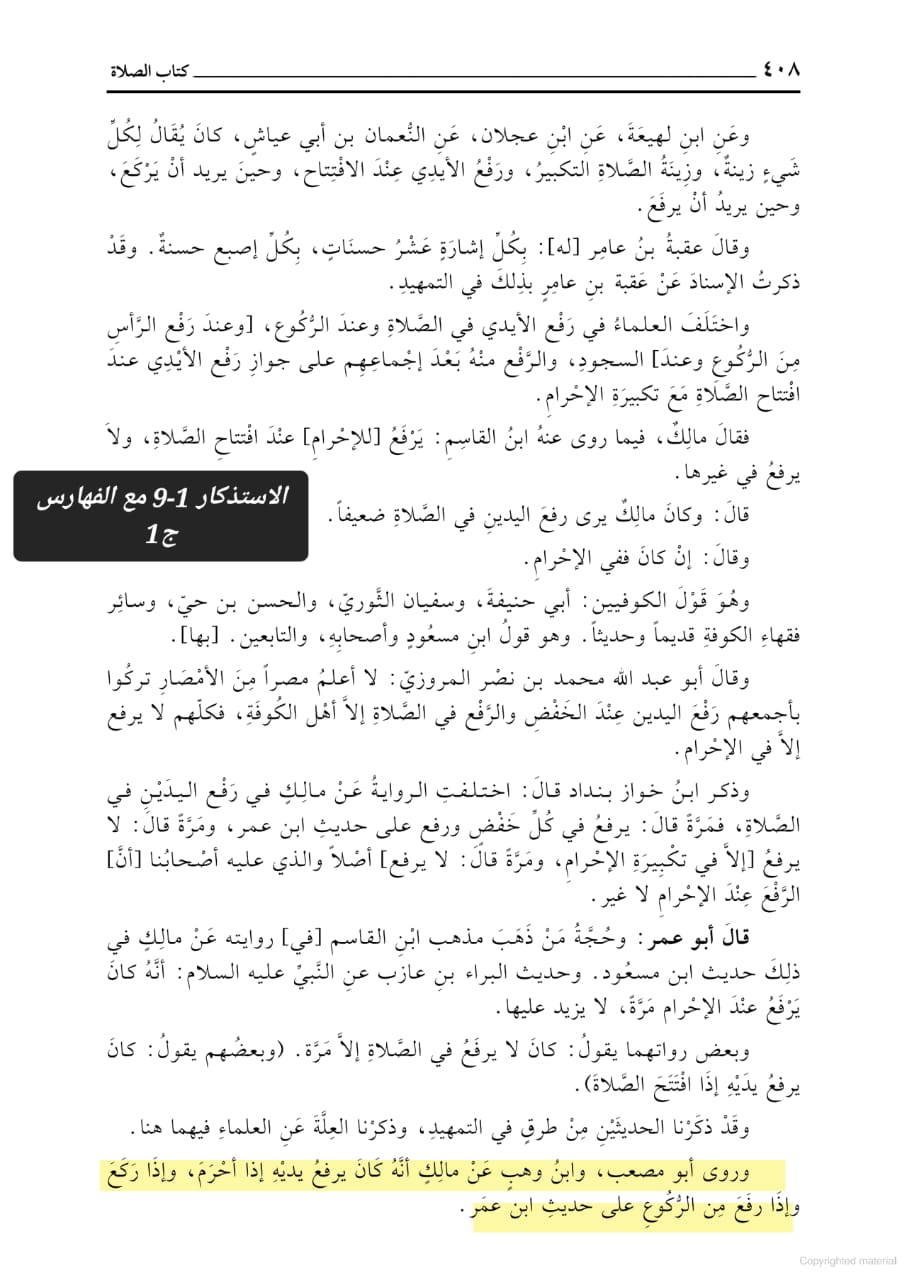 ٤٠٨ ـــــــــــــــــــــــــــــــــــــــــــــــــ كتاب الصلاة
وعَنِ ابنِ لهيعَةَ، عَنِ ابْنِ عجلان، عَنِ النُّعمان بن أبي عياشٍ، كانَ يُقَالُ لِكُلِّ
شَيءٍ زينةٌ، وزِينَةُ الصَّلاةِ التكبيرُ، ورَفْعُ الأيدِي عِنْدَ الافْتِتاح، وحينَ يريد أنْ يَرْكَعَ،
وحين يريدُ أنْ يرفَعَ.
وقالَ عقبةُ بنُ عامر [له]: بِكُلِّ إشارَةٍ عَشْرُ حسنَاتٍ، بِكُلِّ إصبع حسنةٌ. وقَدْ
ذكرتُ الإسنادَ عَنْ عَقبة بنِ عامِرٍ بذلِكَ في التمهيدِ.
واختَلَفَ العلماءُ في رَفْع الأيدي في الصَّلاةِ وعندَ الرُّكُوع، [وعندَ رَفْع الرَّأسِ
مِنَ الرُّكُوعِ وعندَ] السجودِ، والرَّفْع منْهُ بَعْدَ إجْماعِهِم على جوازِ رَفْع الأيْدِي عندَ
افْتتاح الصَّلَاةِ مَعَ تكبيرَةِ الإحْرامِ.
فقالَ مالِكٌ، فيما روى عنهُ ابنُ القاسِم: يَرْفَعُ [للإحْرام] عنْدَ افْتتاحِ الصَّلاةِ، ولاَ
يرفعُ في غيرِها.
الاستذكار 1-9 مع الفهارس
ج1
قالَ: وكانَ مالِكٌ يرى رفعَ اليدينِ في الصَّلاةِ ضعيفاً.
وقالَ: إنْ كانَ ففي الإحْرامِ.
وهُوَ قَوْلَ الكوفيين: أبي حنيفةَ، وسفيان الثَّوريّ، والحسن بن حيّ، وسائِر
فقهاءِ الكوفةِ قديماً وحديثاً. وهو قولُ ابنِ مسعُودٍ وأصحابِهِ، والتابعين. [بها].
وقالَ أبو عبد الله محمد بن نصْر المروزيّ: لا أعلمُ مصراً مِنَ الأمْصَارِ تركُوا
بأجمعهم رَفْعَ اليدين عِنْدَ الخَفْضِ والرَّفْع في الصَّلاةِ إلاَّ أهْل الكُوفَةِ، فكلّهم لا يرفع
إلاَّ في الإحْرام.
وذكر ابنُ خواز بنداد قالَ: اختلفتِ الروايةُ عَنْ مالِكٍ في رَفْع اليدَيْنِ في
الصَّلاةِ، فمَرَّةً قالَ: يرفعُ في كُلِّ خَفْضٍ ورفع على حديثِ ابن عمر، ومَرَّةً قالَ: لا
يرفعُ [إلاَّ في تكْبِيرَةِ الإحْرامِ، ومرَّةً قالَ: لا يرفع] أصْلاً والذي عليه أصْحابُنا [أنَّ]
الرَّفْعَ عِنْدَ الإحْرامِ لا غير.
قالَ أبو عمر: وحُجَّةُ مَنْ ذَهَبَ مذهب ابْنِ القاسم [في] روايته عَنْ مالِكٍ في
ذلِكَ حديث ابن مسعُود. وحديث البراء بنِ عازب عنِ النَّبيِّ عليه السلام: أنَّهُ كانَ
يَرْفَعُ عندَ الإحْرام مَرَّةً، لا يزيد عليها.
وبعض رواتهما يقولُ: كانَ لا يرفَعُ في الصَّلاةِ إلاَّ مَرَّة. (وبعضُهم يقولُ: كانَ
يرفع يدَيْهِ إذَا افْتَتَحَ الصَّلاةَ).
وقَدْ ذكَرْنا الحديثَيْنِ مِنْ طرقٍ في التمهيدِ، وذكرْنا العِلَّةَ عَنِ العلماءِ فيهما هنا.
وروى أبو مصعب، وابنُ وهبٍ عَنْ مالِكٍ أنَّهُ كَانَ يرفعُ يديْهِ إذا أحْرَمَ، وإذَا رَكَعَ
وإذَا رفَعَ مِن الرُّكُوعِ على حديثِ ابن عمَر.
Copyrighted material